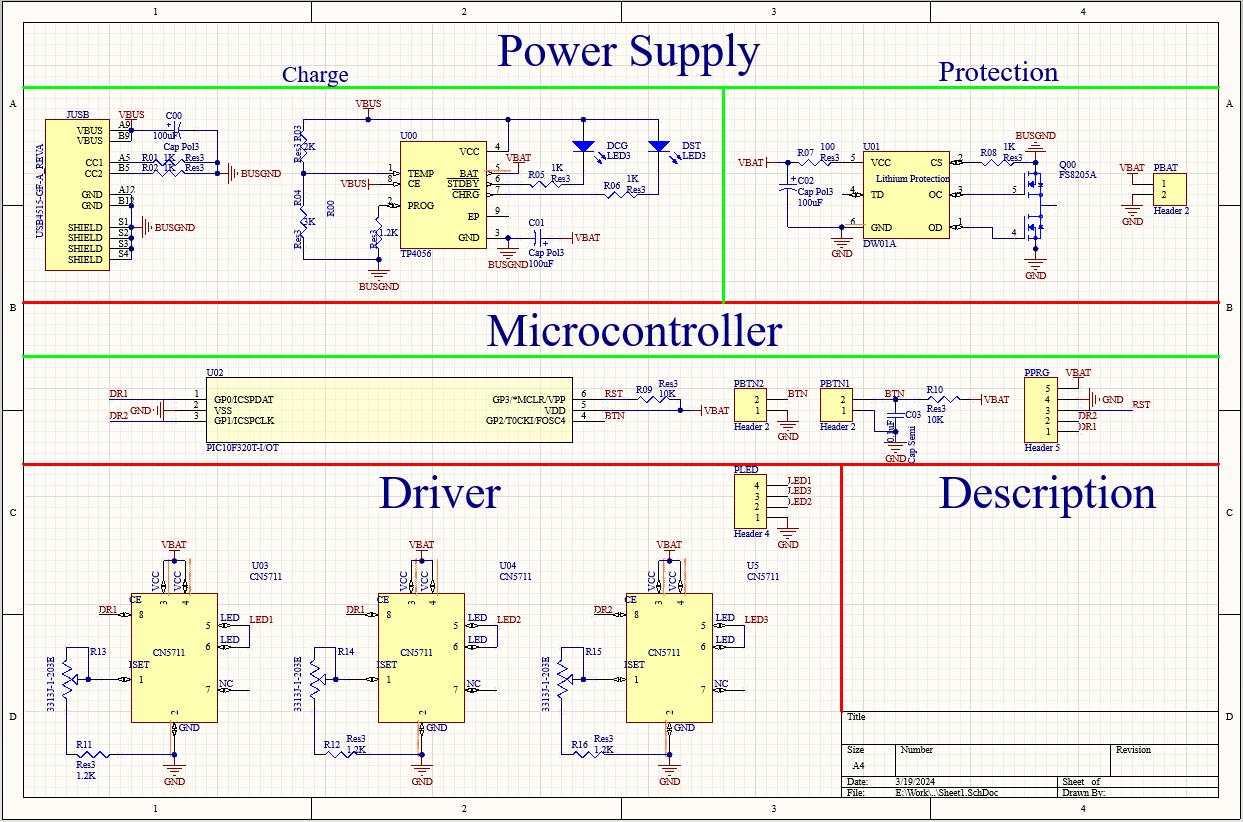 1 2 3 4
Power Supply
Charge
Protection
A A
JUSB
USB4515-GF-A_REVA
VBUS A9
VBUS B9
CC1 A5
CC2 B5
GND A12
GND B12
SHIELD S1
SHIELD S2
SHIELD S3
SHIELD S4
VBUS
C00
100uF
Cap Pol3
R01 1K Res3
R02 1K Res3
BUSGND
BUSGND
VBUS
R03
2K
Res3
R04
3K
Res3
R00
1.2K
Res3
VBUS
BUSGND
U00
1 TEMP
8 CE
2 PROG
VCC 4
BAT 5
STDBY 6
CHRG 7
EP 9
GND 3
TP4056
VBAT
1K
R05 Res3
1K
R06 Res3
DCG
LED3
DST
LED3
C01
Cap Pol3
100uF
VBAT
BUSGND
VBAT
R07 100 Res3
C02
Cap Pol3
100uF
U01
5 VCC CS 2
Lithium Protection
4 TD OC 3
6 GND OD 1
DW01A
GND
R08 1K Res3
BUSGND
Q00
FS8205A
5
4
GND
VBAT
PBAT
1
2
Header 2
GND
B B
Microcontroller
U02
DR1 1 GP0/ICSPDAT
GND 2 VSS
DR2 3 GP1/ICSPCLK
GP3/*MCLR/VPP 6 RST
VDD 5
GP2/T0CKI/FOSC4 4 BTN
PIC10F320T-I/OT
R09 Res3
10K
VBAT
PBTN2
2 BTN
1
Header 2
GND
PBTN1
2
1
Header 2
BTN
C03
0.1uF
Cap Semi
GND
R10
Res3
10K
VBAT
PPRG
5
4
3
2
1
Header 5
VBAT
GND
RST
DR2
DR1
C C
Driver
PLED
4 LED1
3 LED3
2 LED2
1
Header 4
GND
Description
VBAT
U03
CN5711
VCC VCC
3 4
CE
DR1 8
LED 5
LED 6
LED1
CN5711
ISET
1
NC 7
2
GND
R13
3313J-1-203E
R11
Res3
1.2K
GND
VBAT
U04
CN5711
VCC VCC
3 4
CE
DR1 8
LED 5
LED 6
LED2
CN5711
ISET
1
NC 7
2
GND
R14
3313J-1-203E
R12 Res3
1.2K
GND
VBAT
U5
CN5711
VCC VCC
3 4
CE
DR2 8
LED 5
LED 6
LED3
CN5711
ISET
1
NC 7
2
GND
R15
3313J-1-203E
R16 Res3
1.2K
GND
D D
Title
Size Number Revision
A4
Date: 3/19/2024 Sheet of
File: E:\Work\..\Sheet1.SchDoc Drawn By:
1 2 3 4